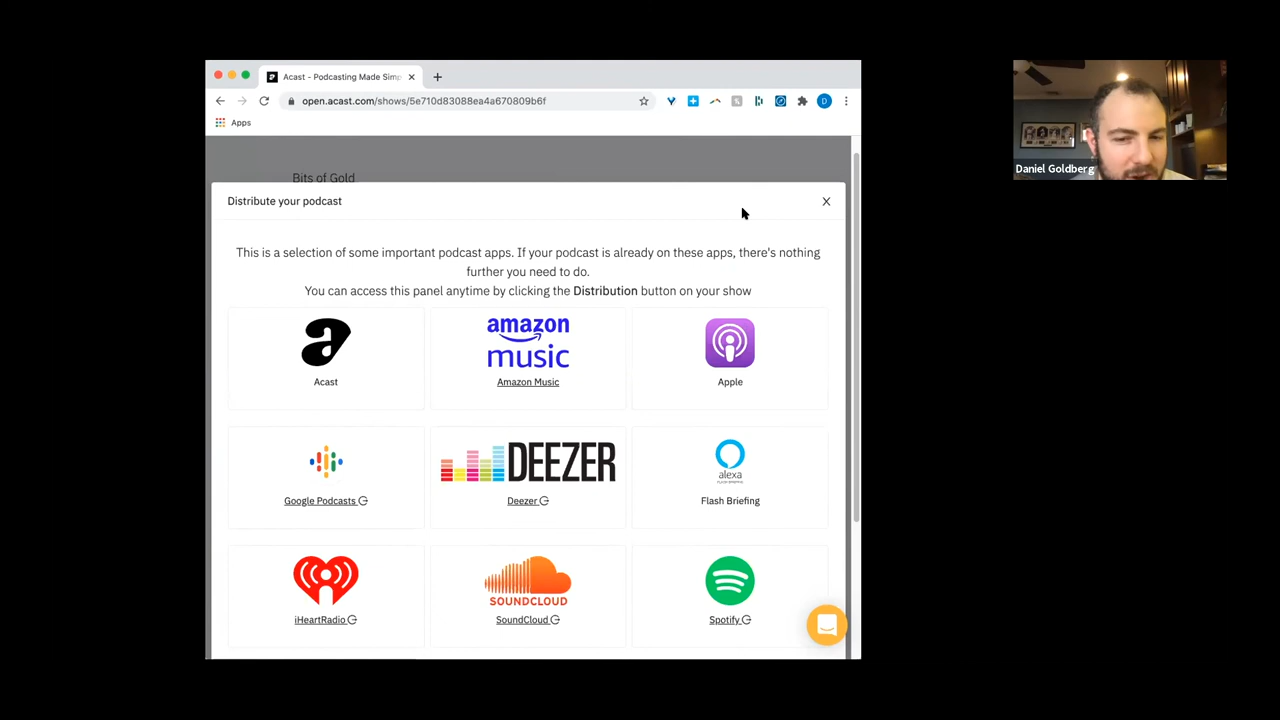 Acast - Podcasting Made Simp
open.acast.com/shows/5e710d83088ea4a670809b6f
D
Apps
Bits of Gold
Distribute your podcast
This is a selection of some important podcast apps. If your podcast is already on these apps, there's nothing
further you need to do.
You can access this panel anytime by clicking the Distribution button on your show
a
Acast
amazon
music
Amazon Music
Apple
Google Podcasts
DEEZER
Deezer
alexa
Flash Briefing
iHeartRadio
SOUNDCLOUD
SoundCloud
Spotify
Daniel Goldberg